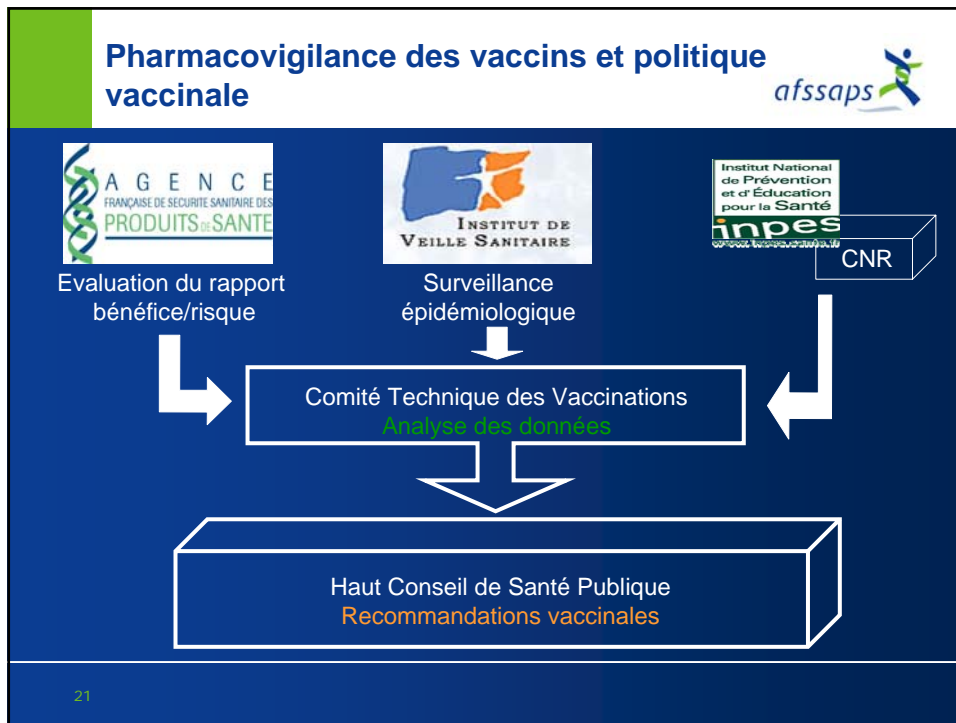 Pharmacovigilance des vaccins et politique
vaccinale
afssaps
AGENCE
FRANÇAISE DE SECURITE SANITAIRE DES
PRODUITS DE SANTE
Evaluation du rapport
bénéfice/risque
INSTITUT DE
VEILLE SANITAIRE
Surveillance
épidémiologique
Institut National
de Prévention
et d'Éducation
pour la Santé
inpes
CNR
Comité Technique des Vaccinations
Analyse des données
Haut Conseil de Santé Publique
Recommandations vaccinales
21